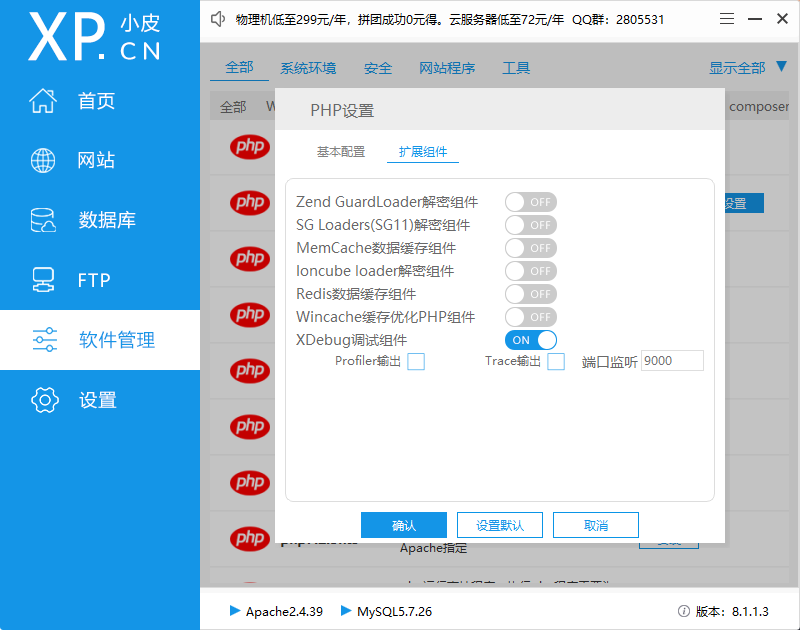 XP.CN 小皮
物理机低至299元/年，拼团成功0元得。云服务器低至72元/年 QQ群：2805531
首页
网站
数据库
FTP
软件管理
设置
全部 系统环境 安全 网站程序 工具 显示全部
全部 W composer
php
php
php
php
php
php
php
php
设置
PHP设置
基本配置 扩展组件
Zend GuardLoader解密组件 OFF
SG Loaders(SG11)解密组件 OFF
MemCache数据缓存组件 OFF
Ioncube loader解密组件 OFF
Redis数据缓存组件 OFF
Wincache缓存优化PHP组件 OFF
XDebug调试组件 ON
Profiler输出 Trace输出 端口监听 9000
确认 设置默认 取消
Apache指定
Apache2.4.39 MySQL5.7.26 版本：8.1.1.3